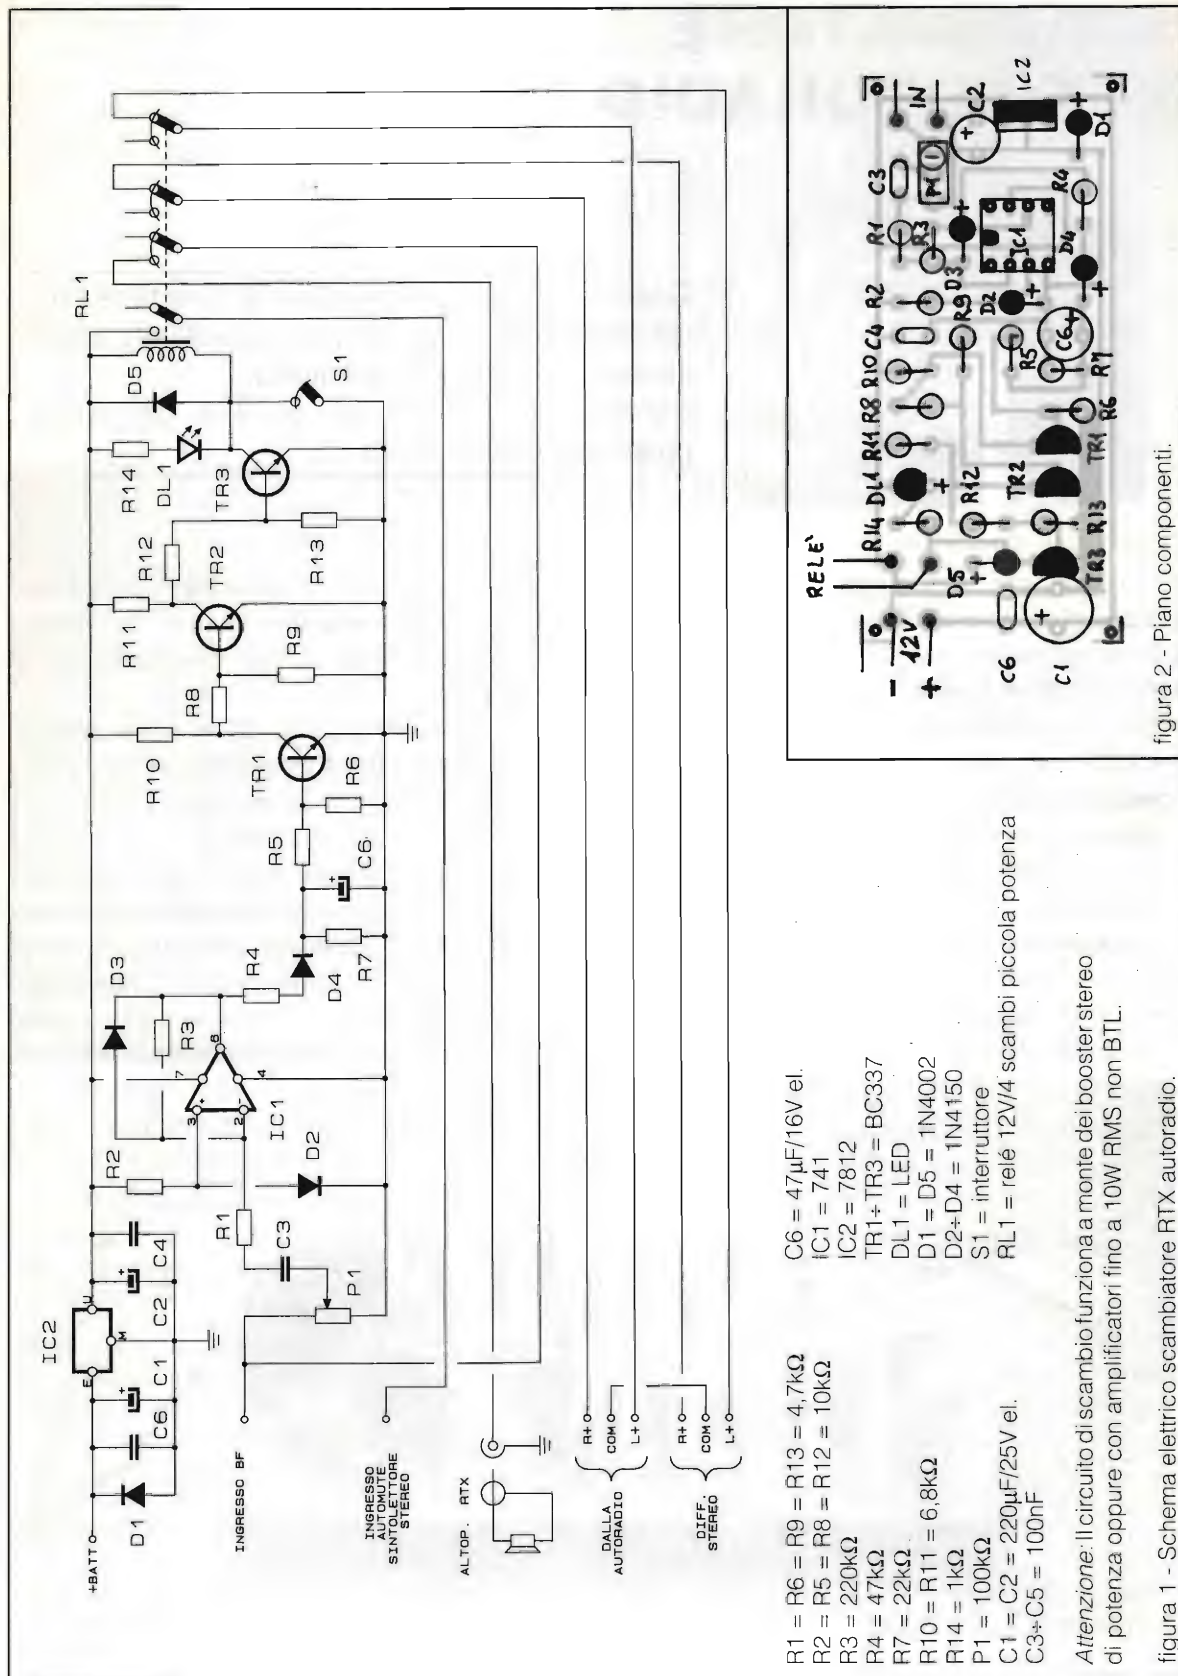 +BATT
D1
C6
C1
IC2
E
M
U
C2
C4
R2
D3
R3
R4
3
+
2
-
7
4
6
IC1
D2
R1
C3
P1
D4
R7
C6
R5
R6
TR1
R10
R8
R9
TR2
R11
R12
R13
TR3
R14
DL1
D5
S1
RL1
INGRESSO BF
INGRESSO
AUTOMUTE
SINTOLETTORE
STEREO
ALTOP. RTX
DALLA
AUTORADIO
R+
COM
L+
DIFF.
STEREO
R+
COM
L+
R1 = R6 = R9 = R13 = 4,7kΩ
R2 = R5 = R8 = R12 = 10kΩ
R3 = 220kΩ
R4 = 47kΩ
R7 = 22kΩ
R10 = R11 = 6,8kΩ
R14 = 1kΩ
P1 = 100kΩ
C1 = C2 = 220µF/25V el.
C3÷C5 = 100nF
C6 = 47µF/16V el.
IC1 = 741
IC2 = 7812
TR1÷TR3 = BC337
DL1 = LED
D1 = D5 = 1N4002
D2÷D4 = 1N4150
S1 = interruttore
RL1 = relé 12V/4 scambi piccola potenza
Attenzione: Il circuito di scambio funziona a monte dei booster stereo
di potenza oppure con amplificatori fino a 10W RMS non BTL.
figura 1 - Schema elettrico scambiatore RTX autoradio.
RELE'
- 12V +
R14
DL1
+
R11
R8
R10
C4
R2
R1
C3
IN
P1
R3
D3
+
R9
D2
+
C2
+
IC2
IC1
D1
+
R4
D4
+
C6
+
R5
R7
R6
TR1
TR2
R12
R13
TR3
D5
+
C6
C1
+
figura 2 - Piano componenti.